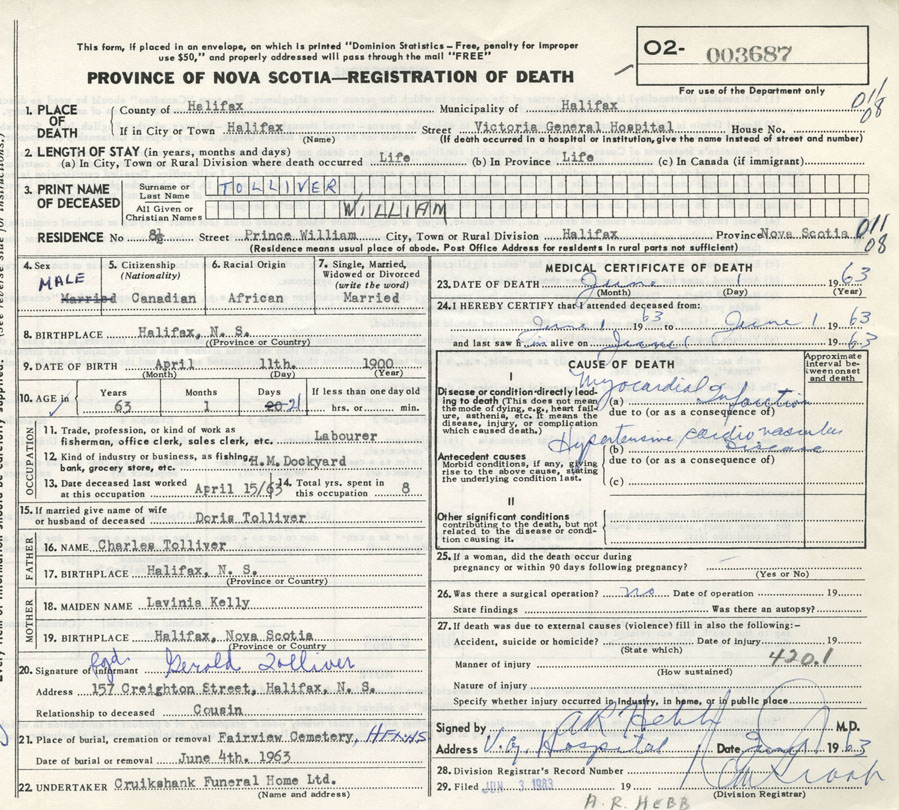 This form, if placed in an envelope, on which is printed "Dominion Statistics – Free, penalty for improper
use $50," and properly addressed will pass through the mail "FREE"
PROVINCE OF NOVA SCOTIA—REGISTRATION OF DEATH
02- 003687
For use of the Department only
1. PLACE OF DEATH
County of Halifax Municipality of Halifax 011/08
If in City or Town Halifax Street Victoria General Hospital House No.
(Name) (If death occurred in a hospital or institution, give the name instead of street and number)
2. LENGTH OF STAY (in years, months and days)
(a) In City, Town or Rural Division where death occurred Life (b) In Province Life (c) In Canada (if immigrant)
3. PRINT NAME OF DECEASED
Surname or Last Name TOLLIVER
All Given or Christian Names WILLIAM
RESIDENCE No 8½ Street Prince William City, Town or Rural Division Halifax Province Nova Scotia 011/08
(Residence means usual place of abode. Post Office Address for residents in rural parts not sufficient)
4. Sex MALE Married
5. Citizenship (Nationality) Canadian
6. Racial Origin African
7. Single, Married, Widowed or Divorced (write the word) Married
8. BIRTHPLACE Halifax, N. S.
(Province or Country)
9. DATE OF BIRTH April 11th. 1900
(Month) (Day) (Year)
10. AGE in Years 63 Months 1 Days 20 21 If less than one day old hrs. or min.
OCCUPATION
11. Trade, profession, or kind of work as fisherman, office clerk, sales clerk, etc. Labourer
12. Kind of industry or business, as fishing, bank, grocery store, etc. H.M.Dockyard
13. Date deceased last worked at this occupation April 15/63
14. Total yrs. spent in this occupation 8
15. If married give name of wife or husband of deceased Doris Tolliver
FATHER
16. NAME Charles Tolliver
17. BIRTHPLACE Halifax, N. S.
(Province or Country)
MOTHER
18. MAIDEN NAME Lavinia Kelly
19. BIRTHPLACE Halifax, Nova Scotia
(Province or Country)
20. Signature of informant Sgd. Gerald Tolliver
Address 157 Creighton Street, Halifax, N. S.
Relationship to deceased Cousin
21. Place of burial, cremation or removal Fairview Cemetery, HFXNS
Date of burial or removal June 4th. 1963
22. UNDERTAKER Cruikshank Funeral Home Ltd.
(Name and address)
MEDICAL CERTIFICATE OF DEATH
23. DATE OF DEATH June 1 1963
(Month) (Day) (Year)
24. I HEREBY CERTIFY that I attended deceased from:
June 1 1963 to June 1 1963
and last saw him alive on June 1 1963
CAUSE OF DEATH
Approximate interval between onset and death
I
Disease or condition directly leading to death (This does not mean the mode of dying, e.g., heart failure, asthenia, etc. It means the disease, injury, or complication which caused death.)
(a) Myocardial Infarction
due to (or as a consequence of)
Antecedent causes
Morbid conditions, if any, giving rise to the above cause, stating the underlying condition last.
(b) Hypertensive cardiovascular Disease
due to (or as a consequence of)
(c)
II
Other significant conditions
contributing to the death, but not related to the disease or condition causing it.
25. If a woman, did the death occur during pregnancy or within 90 days following pregnancy? –
(Yes or No)
26. Was there a surgical operation? no Date of operation 19
State findings Was there an autopsy?
27. If death was due to external causes (violence) fill in also the following:–
Accident, suicide or homicide? Date of injury 19
(State which)
Manner of injury 420.1
(How sustained)
Nature of injury
Specify whether injury occurred in industry, in home, or in public place
Signed by A R Hebb M.D.
Address V.G. Hospital Date June 1 1963
28. Division Registrar's Record Number
29. Filed JUN 3 1963 19
(Division Registrar)
A. R. HEBB